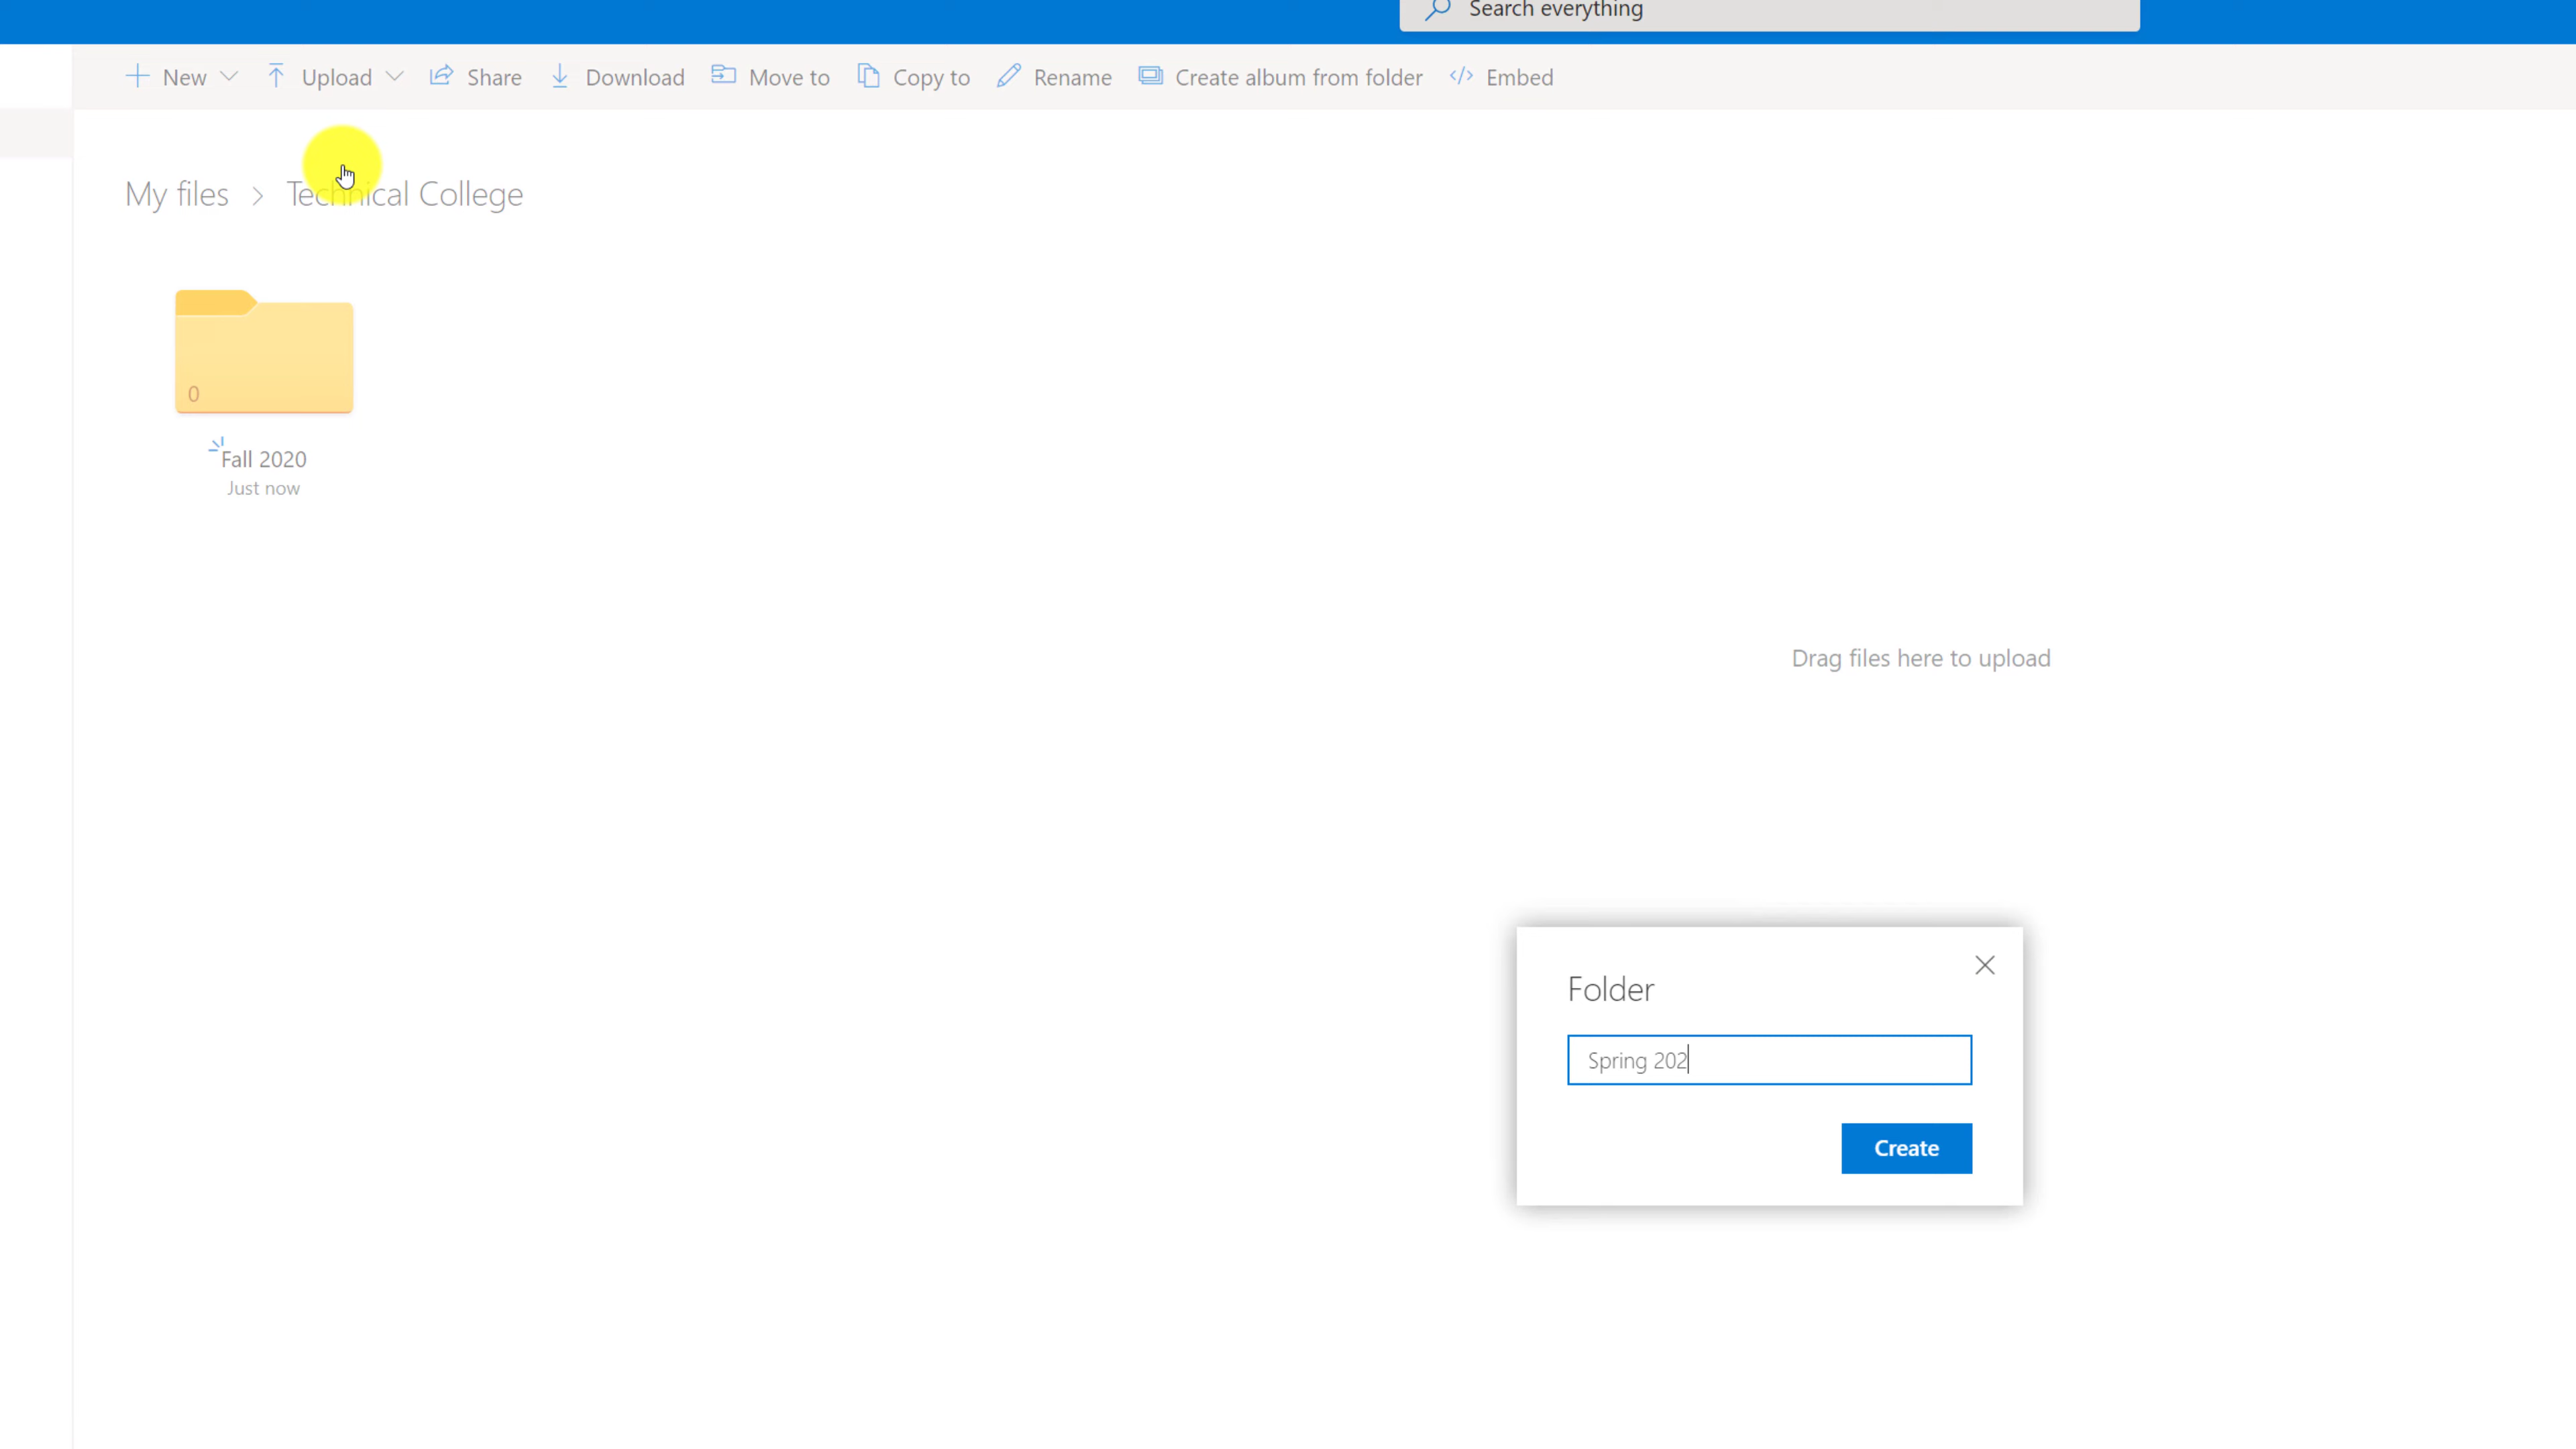 Search everything
New Upload Share Download Move to Copy to Rename Create album from folder </> Embed
My files > Technical College
0
Fall 2020
Just now
Drag files here to upload
Folder
Spring 202
Create